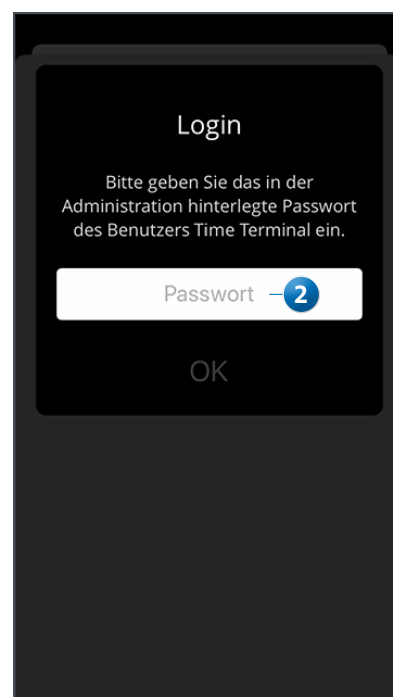 Login
Bitte geben Sie das in der
Administration hinterlegte Passwort
des Benutzers Time Terminal ein.
Passwort 2
OK